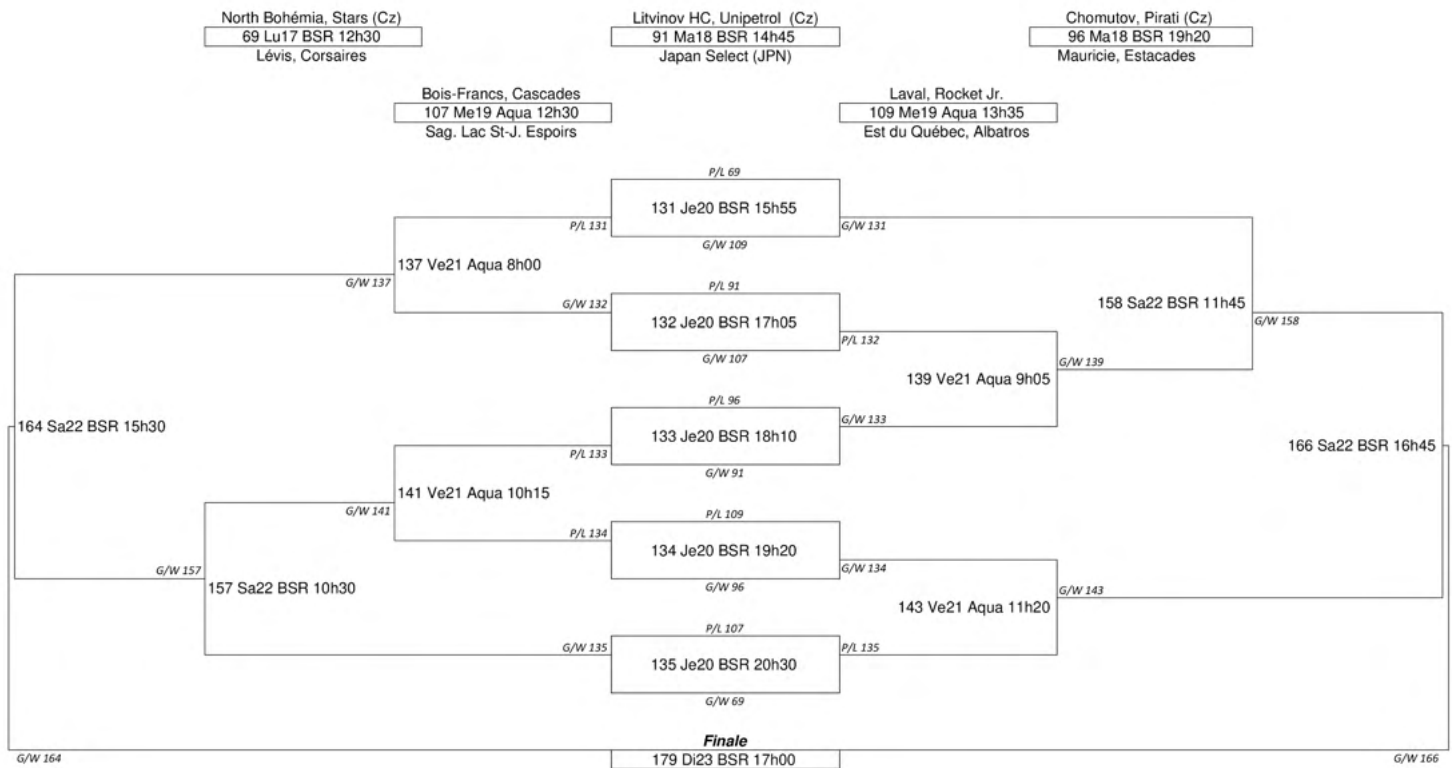 North Bohémia, Stars (Cz)
69 Lu17 BSR 12h30
Lévis, Corsaires
Litvinov HC, Unipetrol (Cz)
91 Ma18 BSR 14h45
Japan Select (JPN)
Chomutov, Pirati (Cz)
96 Ma18 BSR 19h20
Mauricie, Estacades
Bois-Francs, Cascades
107 Me19 Aqua 12h30
Sag. Lac St-J. Espoirs
Laval, Rocket Jr.
109 Me19 Aqua 13h35
Est du Québec, Albatros
P/L 69
131 Je20 BSR 15h55
P/L 131
G/W 131
G/W 109
137 Ve21 Aqua 8h00
G/W 137
P/L 91
G/W 132
132 Je20 BSR 17h05
158 Sa22 BSR 11h45
G/W 158
P/L 132
G/W 107
G/W 139
139 Ve21 Aqua 9h05
P/L 96
G/W 133
164 Sa22 BSR 15h30
133 Je20 BSR 18h10
166 Sa22 BSR 16h45
P/L 133
G/W 91
141 Ve21 Aqua 10h15
G/W 141
P/L 109
P/L 134
134 Je20 BSR 19h20
G/W 157
G/W 134
157 Sa22 BSR 10h30
G/W 96
G/W 143
143 Ve21 Aqua 11h20
P/L 107
G/W 135
P/L 135
135 Je20 BSR 20h30
G/W 69
Finale
G/W 164
179 Di23 BSR 17h00
G/W 166